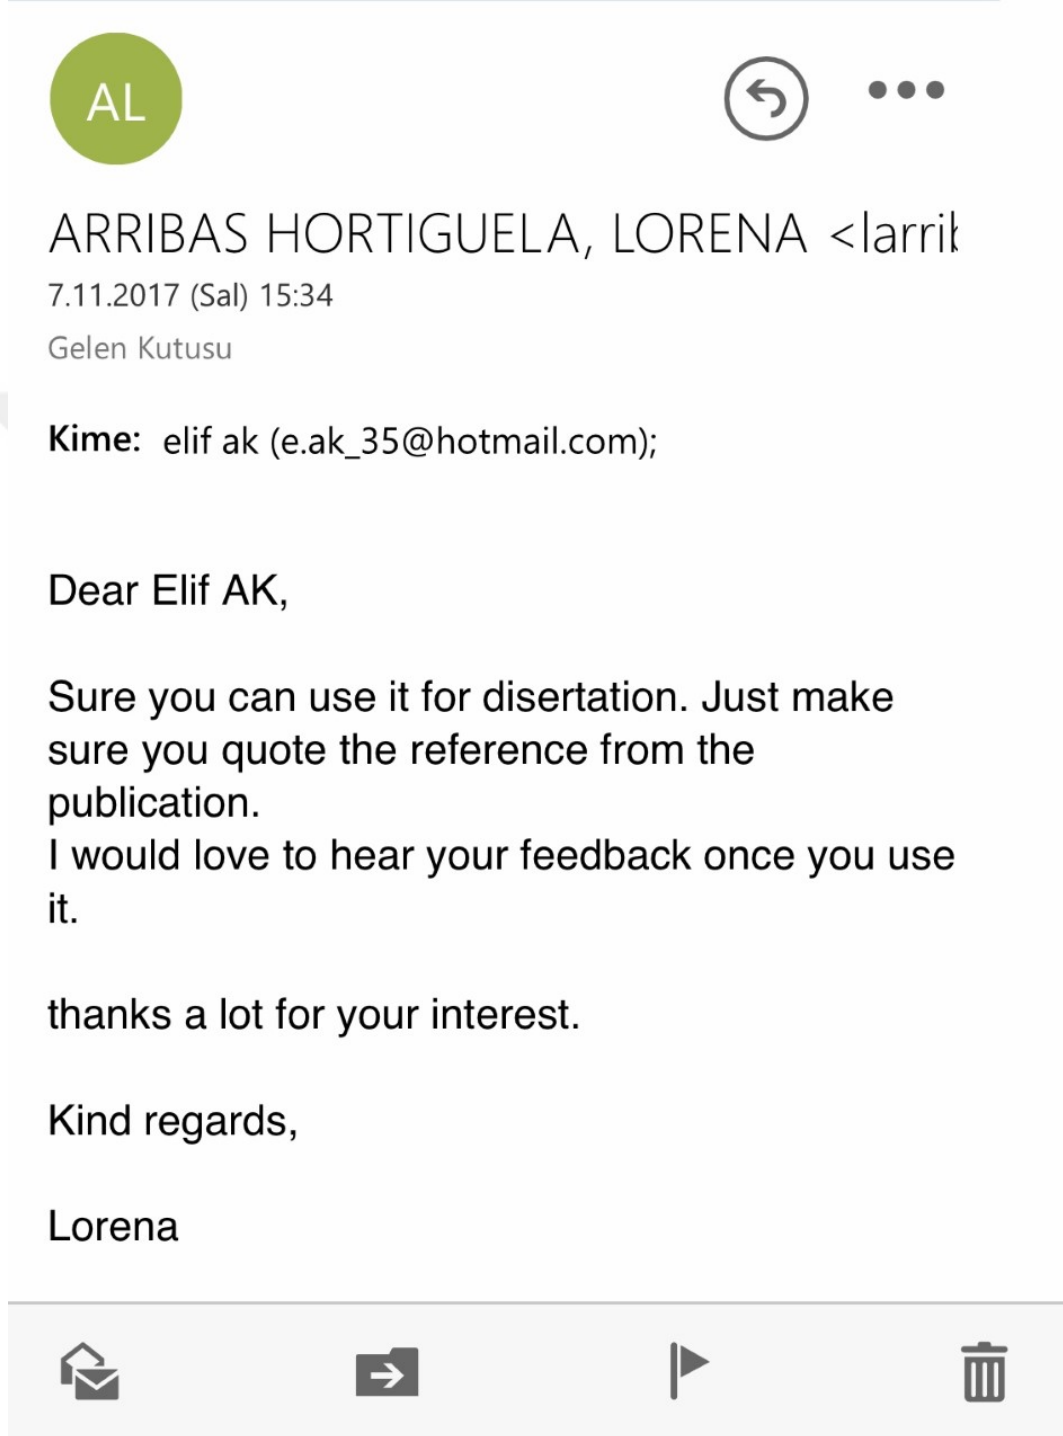 AL
ARRIBAS HORTIGUELA, LORENA <larri
7.11.2017 (Sal) 15:34
Gelen Kutusu
Kime: elif ak (e.ak_35@hotmail.com);
Dear Elif AK,
Sure you can use it for disertation. Just make
sure you quote the reference from the
publication.
I would love to hear your feedback once you use
it.
thanks a lot for your interest.
Kind regards,
Lorena